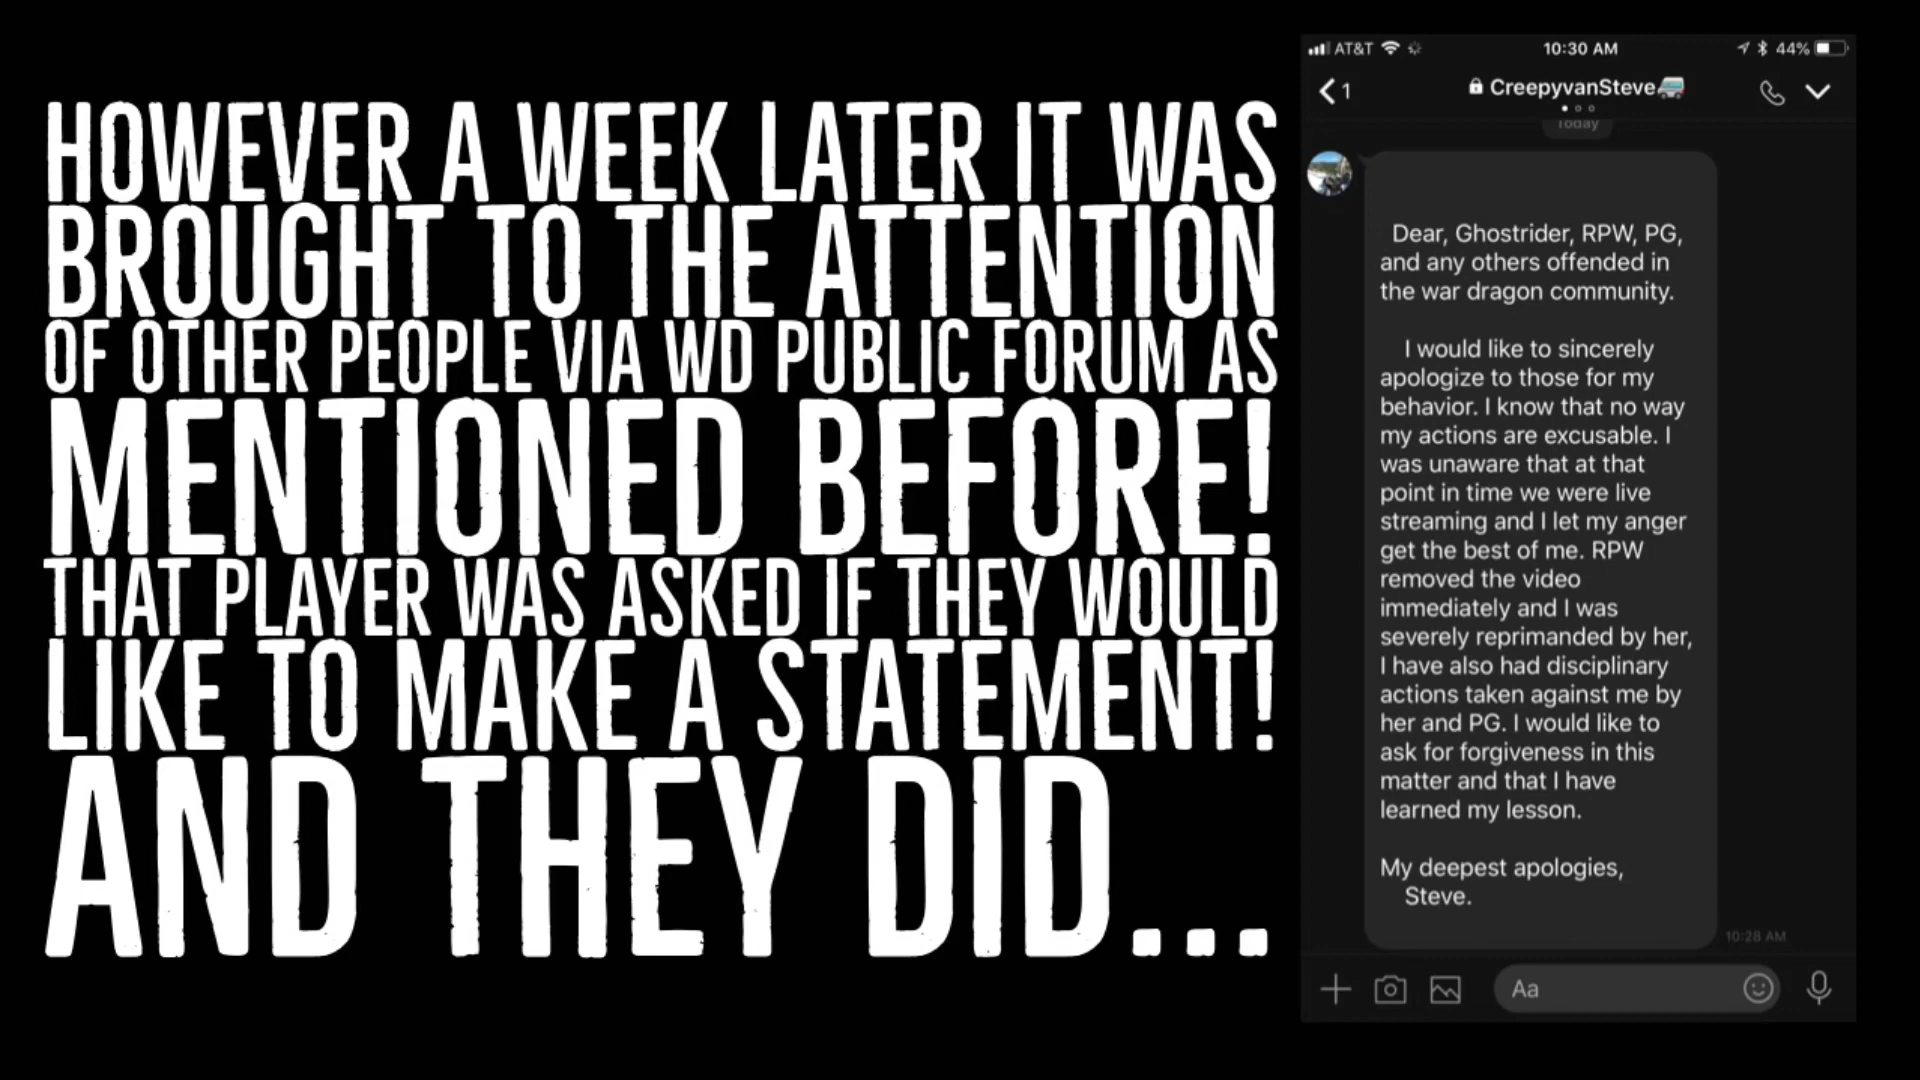 HOWEVER A WEEK LATER IT WAS
BROUGHT TO THE ATTENTION
OF OTHER PEOPLE VIA WD PUBLIC FORUM AS
MENTIONED BEFORE!
THAT PLAYER WAS ASKED IF THEY WOULD
LIKE TO MAKE A STATEMENT!
AND THEY DID...
AT&T 10:30 AM 44%
1 CreepyvanSteve🚐
Today
Dear, Ghostrider, RPW, PG,
and any others offended in
the war dragon community.
I would like to sincerely
apologize to those for my
behavior. I know that no way
my actions are excusable. I
was unaware that at that
point in time we were live
streaming and I let my anger
get the best of me. RPW
removed the video
immediately and I was
severely reprimanded by her,
I have also had disciplinary
actions taken against me by
her and PG. I would like to
ask for forgiveness in this
matter and that I have
learned my lesson.
My deepest apologies,
Steve.
10:28 AM
Aa